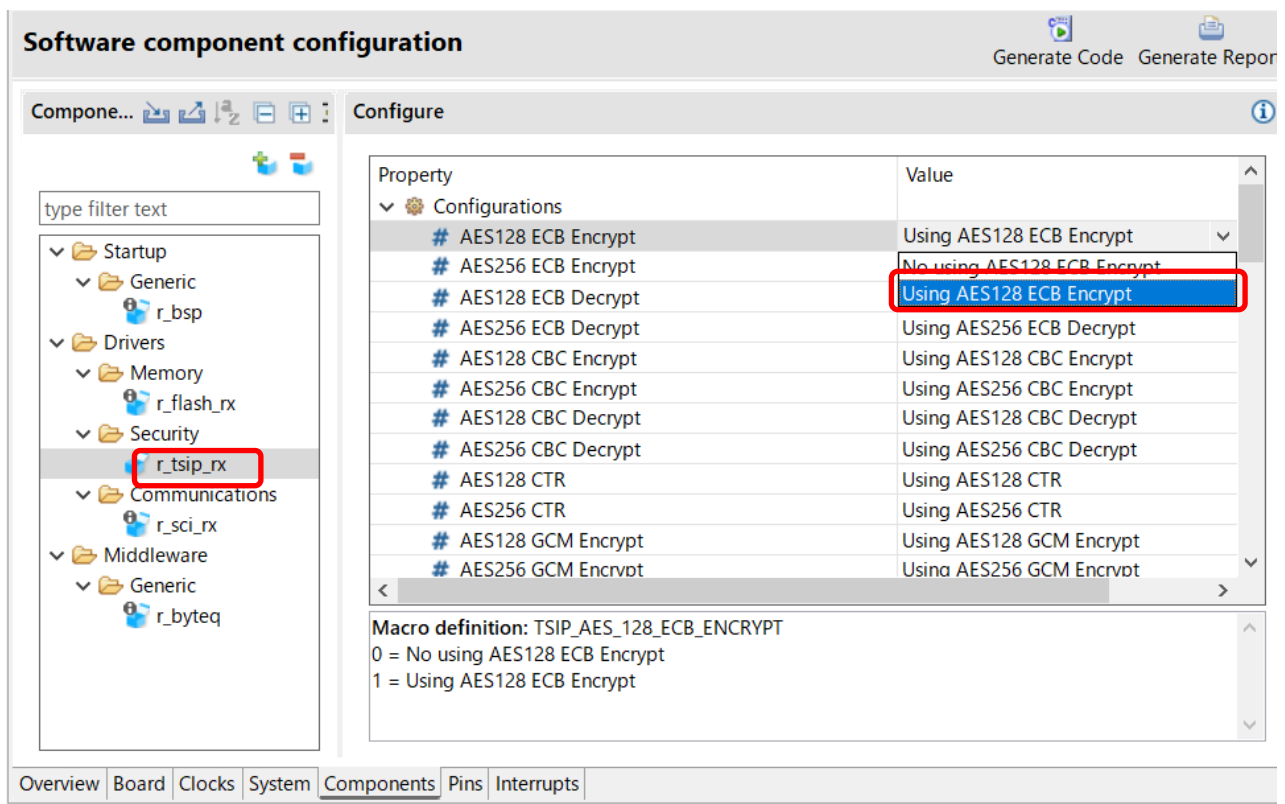 Software component configuration
Generate Code Generate Repor
Compone...
Configure
type filter text
Startup
Generic
r_bsp
Drivers
Memory
r_flash_rx
Security
r_tsip_rx
Communications
r_sci_rx
Middleware
Generic
r_byteq
Property Value
Configurations
# AES128 ECB Encrypt Using AES128 ECB Encrypt
# AES256 ECB Encrypt No using AES128 ECB Encrypt
Using AES128 ECB Encrypt
# AES128 ECB Decrypt
# AES256 ECB Decrypt Using AES256 ECB Decrypt
# AES128 CBC Encrypt Using AES128 CBC Encrypt
# AES256 CBC Encrypt Using AES256 CBC Encrypt
# AES128 CBC Decrypt Using AES128 CBC Decrypt
# AES256 CBC Decrypt Using AES256 CBC Decrypt
# AES128 CTR Using AES128 CTR
# AES256 CTR Using AES256 CTR
# AES128 GCM Encrypt Using AES128 GCM Encrypt
# AES256 GCM Encrypt Using AES256 GCM Encrypt
Macro definition: TSIP_AES_128_ECB_ENCRYPT
0 = No using AES128 ECB Encrypt
1 = Using AES128 ECB Encrypt
Overview Board Clocks System Components Pins Interrupts